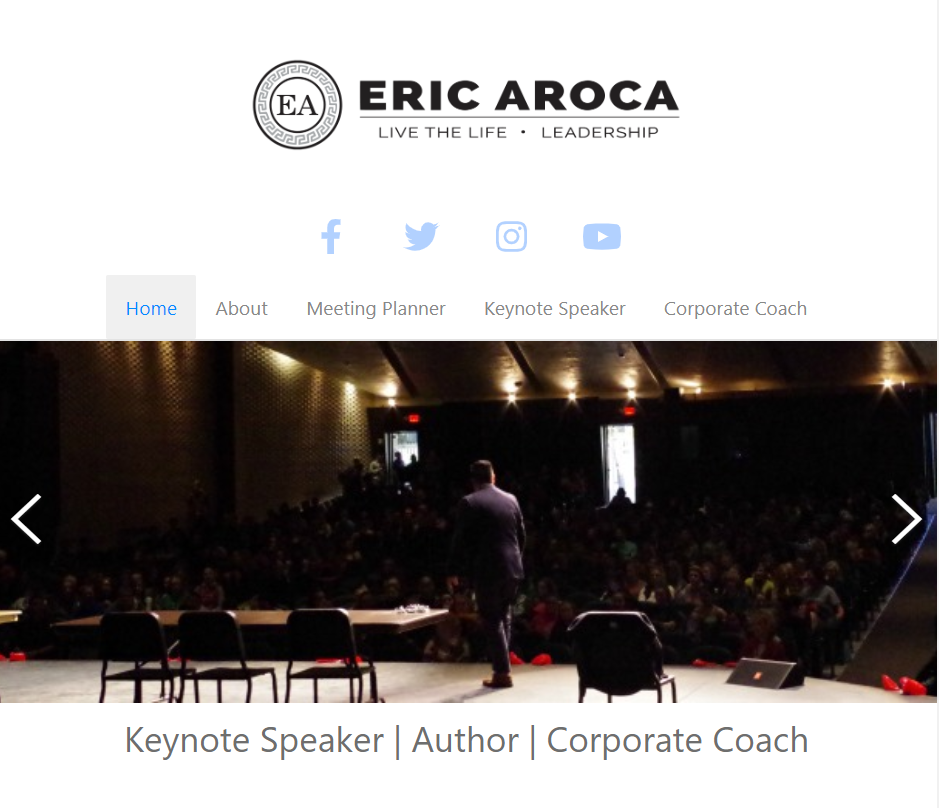 EA
ERIC AROCA
LIVE THE LIFE • LEADERSHIP
Home About Meeting Planner Keynote Speaker Corporate Coach
Keynote Speaker | Author | Corporate Coach